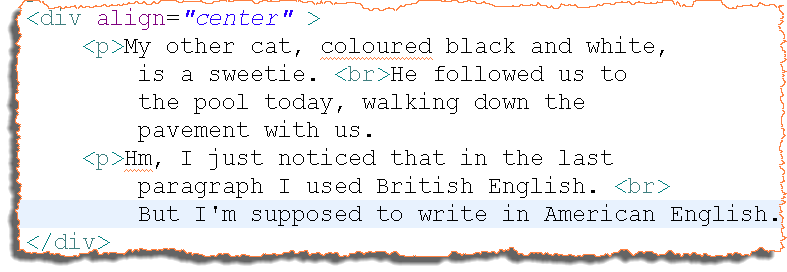 <div align="center" >
<p>My other cat, coloured black and white,
is a sweetie. <br>He followed us to
the pool today, walking down the
pavement with us.
<p>Hm, I just noticed that in the last
paragraph I used British English. <br>
But I'm supposed to write in American English.
</div>